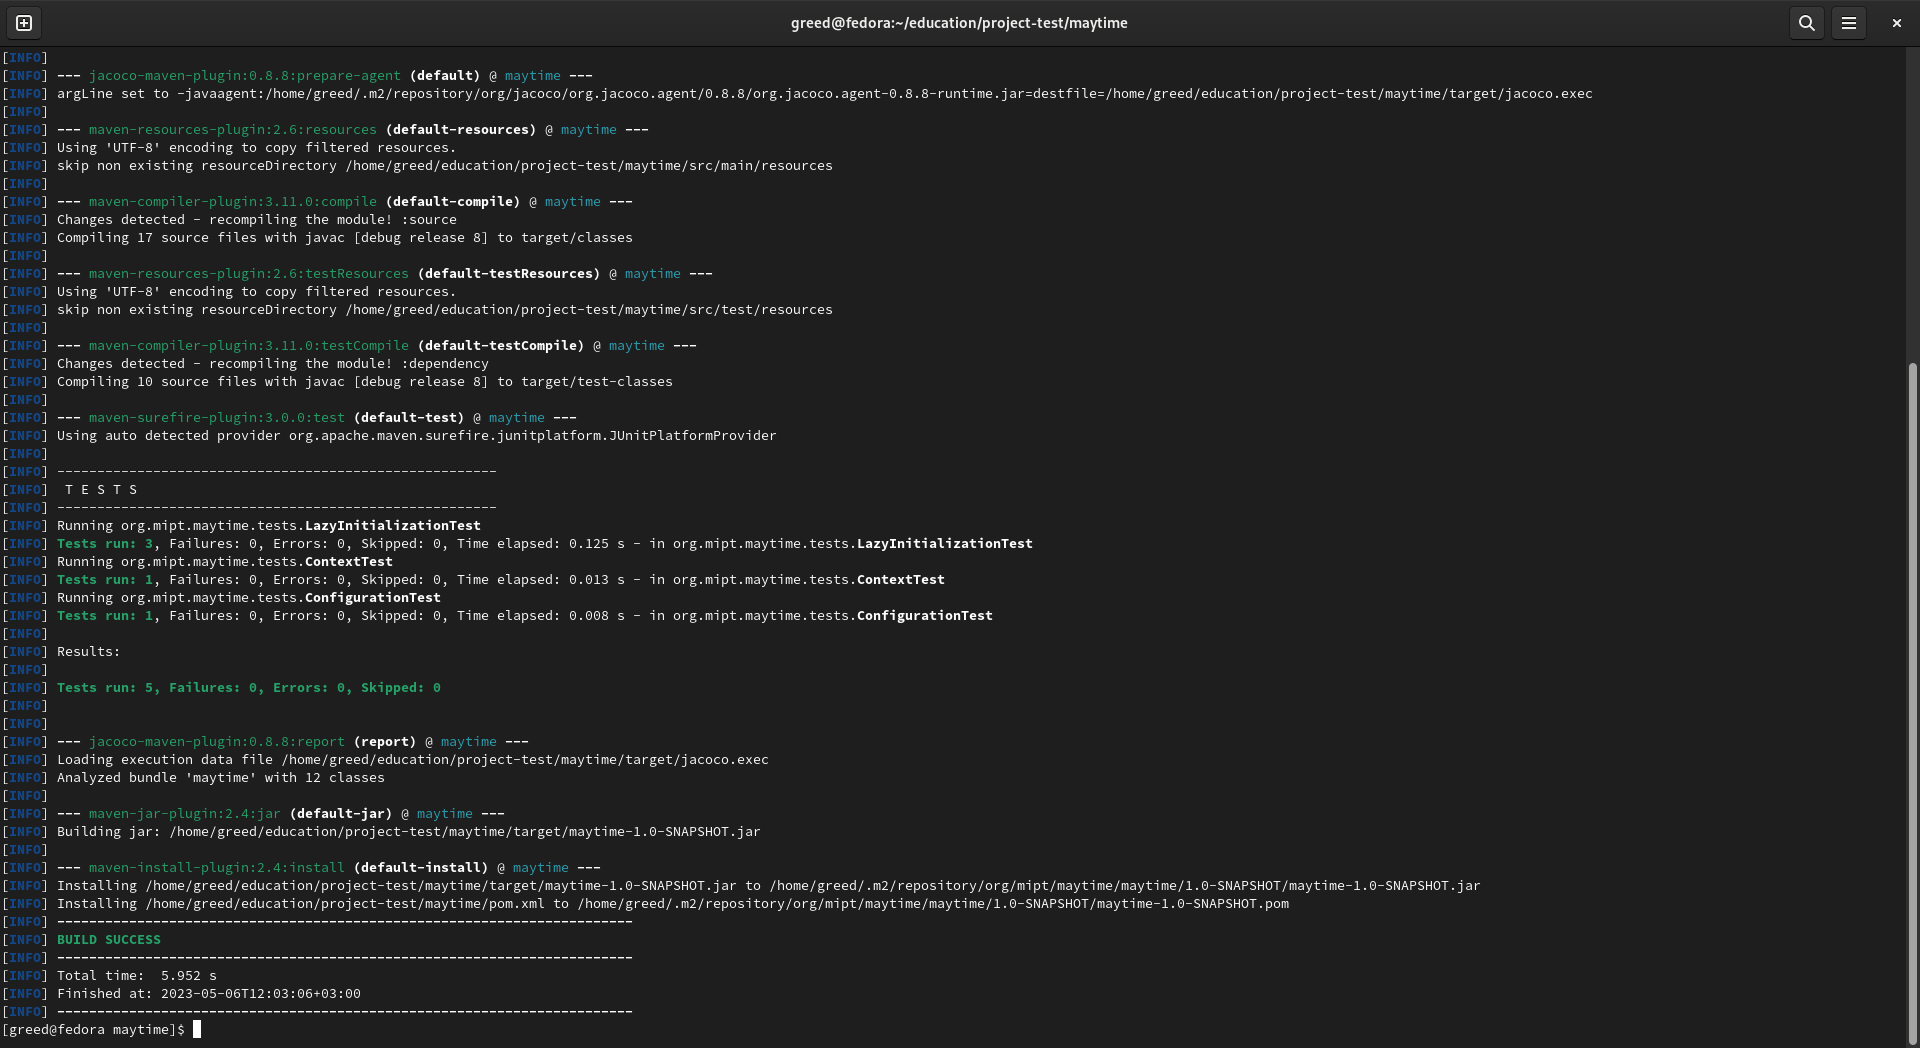 greed@fedora:~/education/project-test/maytime
[INFO]
[INFO] --- jacoco-maven-plugin:0.8.8:prepare-agent (default) @ maytime ---
[INFO] argLine set to -javaagent:/home/greed/.m2/repository/org/jacoco/org.jacoco.agent/0.8.8/org.jacoco.agent-0.8.8-runtime.jar=destfile=/home/greed/education/project-test/maytime/target/jacoco.exec
[INFO]
[INFO] --- maven-resources-plugin:2.6:resources (default-resources) @ maytime ---
[INFO] Using 'UTF-8' encoding to copy filtered resources.
[INFO] skip non existing resourceDirectory /home/greed/education/project-test/maytime/src/main/resources
[INFO]
[INFO] --- maven-compiler-plugin:3.11.0:compile (default-compile) @ maytime ---
[INFO] Changes detected - recompiling the module! :source
[INFO] Compiling 17 source files with javac [debug release 8] to target/classes
[INFO]
[INFO] --- maven-resources-plugin:2.6:testResources (default-testResources) @ maytime ---
[INFO] Using 'UTF-8' encoding to copy filtered resources.
[INFO] skip non existing resourceDirectory /home/greed/education/project-test/maytime/src/test/resources
[INFO]
[INFO] --- maven-compiler-plugin:3.11.0:testCompile (default-testCompile) @ maytime ---
[INFO] Changes detected - recompiling the module! :dependency
[INFO] Compiling 10 source files with javac [debug release 8] to target/test-classes
[INFO]
[INFO] --- maven-surefire-plugin:3.0.0:test (default-test) @ maytime ---
[INFO] Using auto detected provider org.apache.maven.surefire.junitplatform.JUnitPlatformProvider
[INFO]
[INFO] -------------------------------------------------------
[INFO]  T E S T S
[INFO] -------------------------------------------------------
[INFO] Running org.mipt.maytime.tests.LazyInitializationTest
[INFO] Tests run: 3, Failures: 0, Errors: 0, Skipped: 0, Time elapsed: 0.125 s - in org.mipt.maytime.tests.LazyInitializationTest
[INFO] Running org.mipt.maytime.tests.ContextTest
[INFO] Tests run: 1, Failures: 0, Errors: 0, Skipped: 0, Time elapsed: 0.013 s - in org.mipt.maytime.tests.ContextTest
[INFO] Running org.mipt.maytime.tests.ConfigurationTest
[INFO] Tests run: 1, Failures: 0, Errors: 0, Skipped: 0, Time elapsed: 0.008 s - in org.mipt.maytime.tests.ConfigurationTest
[INFO]
[INFO] Results:
[INFO]
[INFO] Tests run: 5, Failures: 0, Errors: 0, Skipped: 0
[INFO]
[INFO]
[INFO] --- jacoco-maven-plugin:0.8.8:report (report) @ maytime ---
[INFO] Loading execution data file /home/greed/education/project-test/maytime/target/jacoco.exec
[INFO] Analyzed bundle 'maytime' with 12 classes
[INFO]
[INFO] --- maven-jar-plugin:2.4:jar (default-jar) @ maytime ---
[INFO] Building jar: /home/greed/education/project-test/maytime/target/maytime-1.0-SNAPSHOT.jar
[INFO]
[INFO] --- maven-install-plugin:2.4:install (default-install) @ maytime ---
[INFO] Installing /home/greed/education/project-test/maytime/target/maytime-1.0-SNAPSHOT.jar to /home/greed/.m2/repository/org/mipt/maytime/maytime/1.0-SNAPSHOT/maytime-1.0-SNAPSHOT.jar
[INFO] Installing /home/greed/education/project-test/maytime/pom.xml to /home/greed/.m2/repository/org/mipt/maytime/maytime/1.0-SNAPSHOT/maytime-1.0-SNAPSHOT.pom
[INFO] ------------------------------------------------------------------------
[INFO] BUILD SUCCESS
[INFO] ------------------------------------------------------------------------
[INFO] Total time:  5.952 s
[INFO] Finished at: 2023-05-06T12:03:06+03:00
[INFO] ------------------------------------------------------------------------
[greed@fedora maytime]$